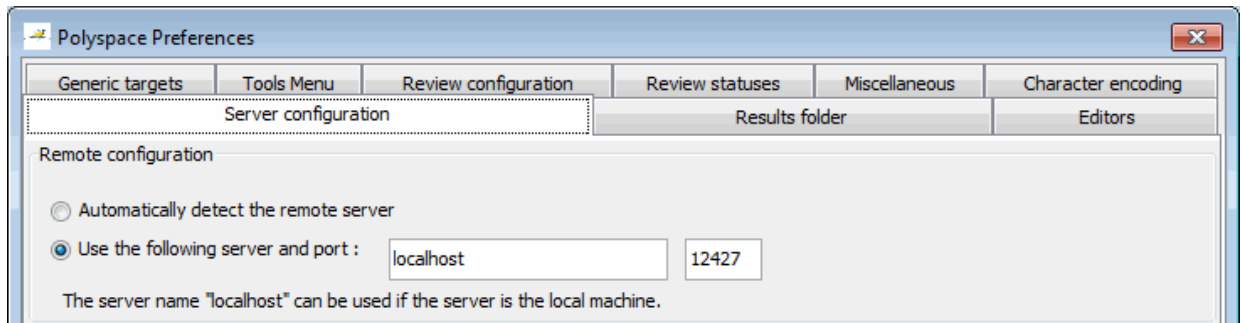 Polyspace Preferences
Generic targets Tools Menu Review configuration Review statuses Miscellaneous Character encoding
Server configuration Results folder Editors
Remote configuration
Automatically detect the remote server
Use the following server and port : localhost 12427
The server name "localhost" can be used if the server is the local machine.